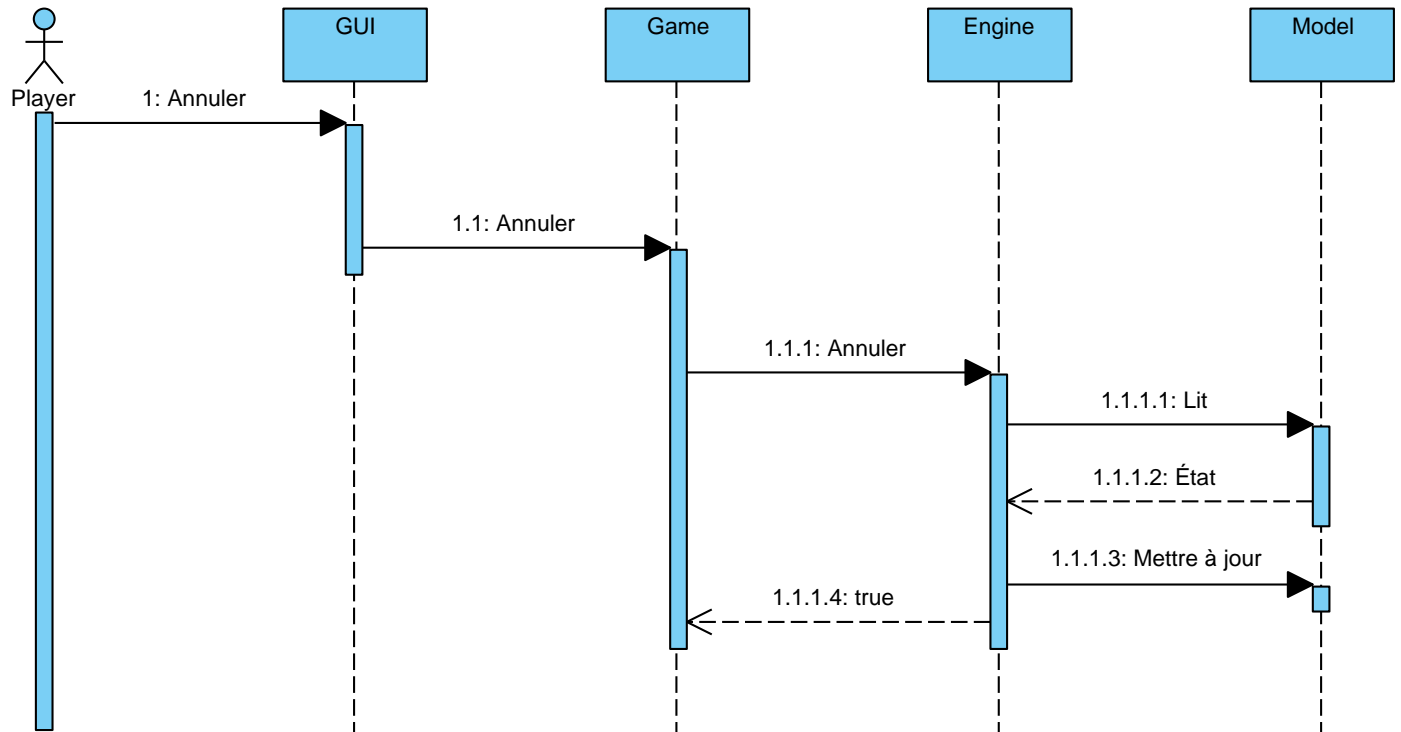 GUI
Game
Engine
Model
Player
1: Annuler
1.1: Annuler
1.1.1: Annuler
1.1.1.1: Lit
1.1.1.2: État
1.1.1.3: Mettre à jour
1.1.1.4: true